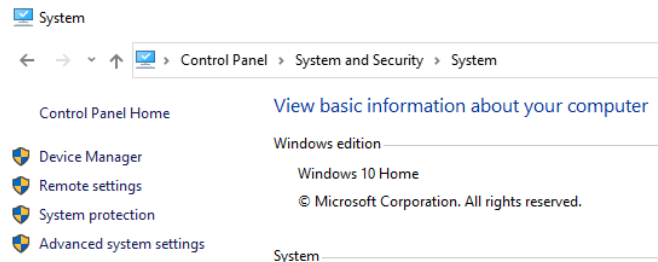 System
Control Panel › System and Security › System
Control Panel Home
Device Manager
Remote settings
System protection
Advanced system settings
View basic information about your computer
Windows edition
Windows 10 Home
© Microsoft Corporation. All rights reserved.
System